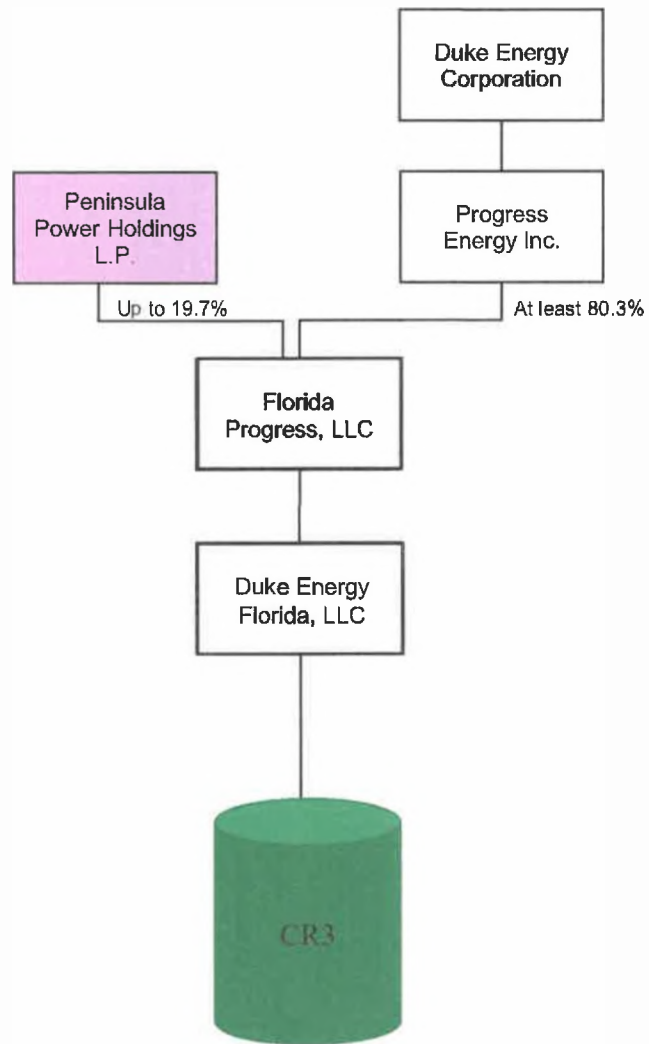 Duke Energy
Corporation
Peninsula
Power Holdings
L.P.
Progress
Energy Inc.
Up to 19.7%
At least 80.3%
Florida
Progress, LLC
Duke Energy
Florida, LLC
CR3